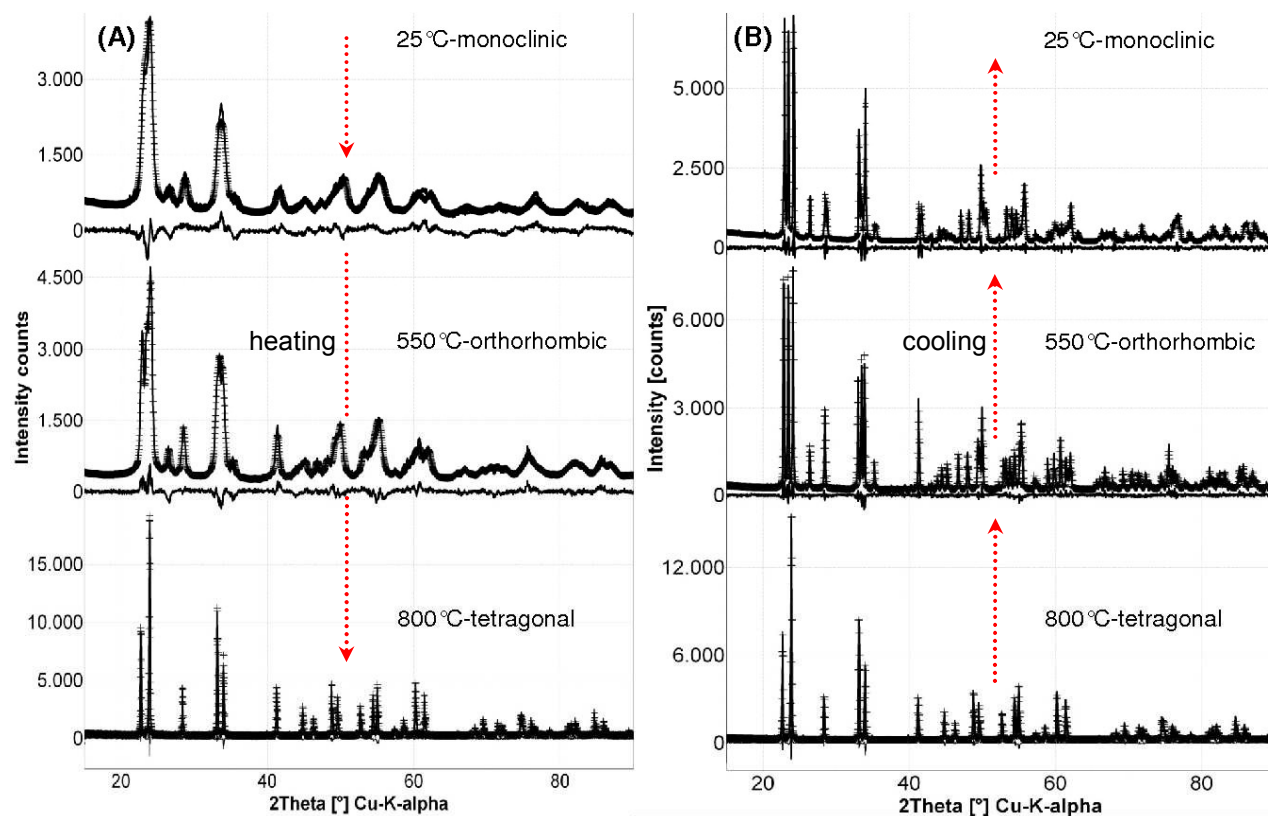 (A)
25°C-monoclinic
3.000
1.500
0
4.500
heating
550°C-orthorhombic
3.000
1.500
0
15.000
800°C-tetragonal
10.000
5.000
0
Intensity counts
20
40
60
80
2Theta [°] Cu-K-alpha
(B)
25°C-monoclinic
5.000
2.500
0
cooling
550°C-orthorhombic
6.000
3.000
0
12.000
800°C-tetragonal
6.000
0
Intensity [counts]
20
40
60
80
2Theta [°] Cu-K-alpha